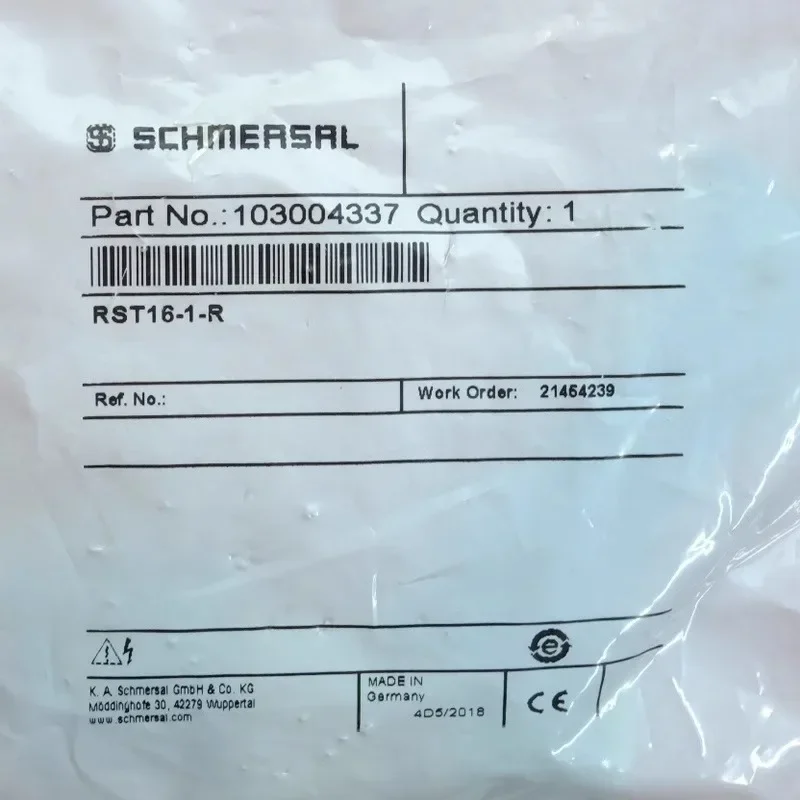 SCHMERSAL
Part No.: 103004337 Quantity: 1
RST16-1-R
Ref. No.:
Work Order: 21464239
K. A. Schmersal GmbH & Co. KG
Möddinghofe 30, 42279 Wuppertal
www.schmersal.com
MADE IN
Germany
4D5/2018
e
CE